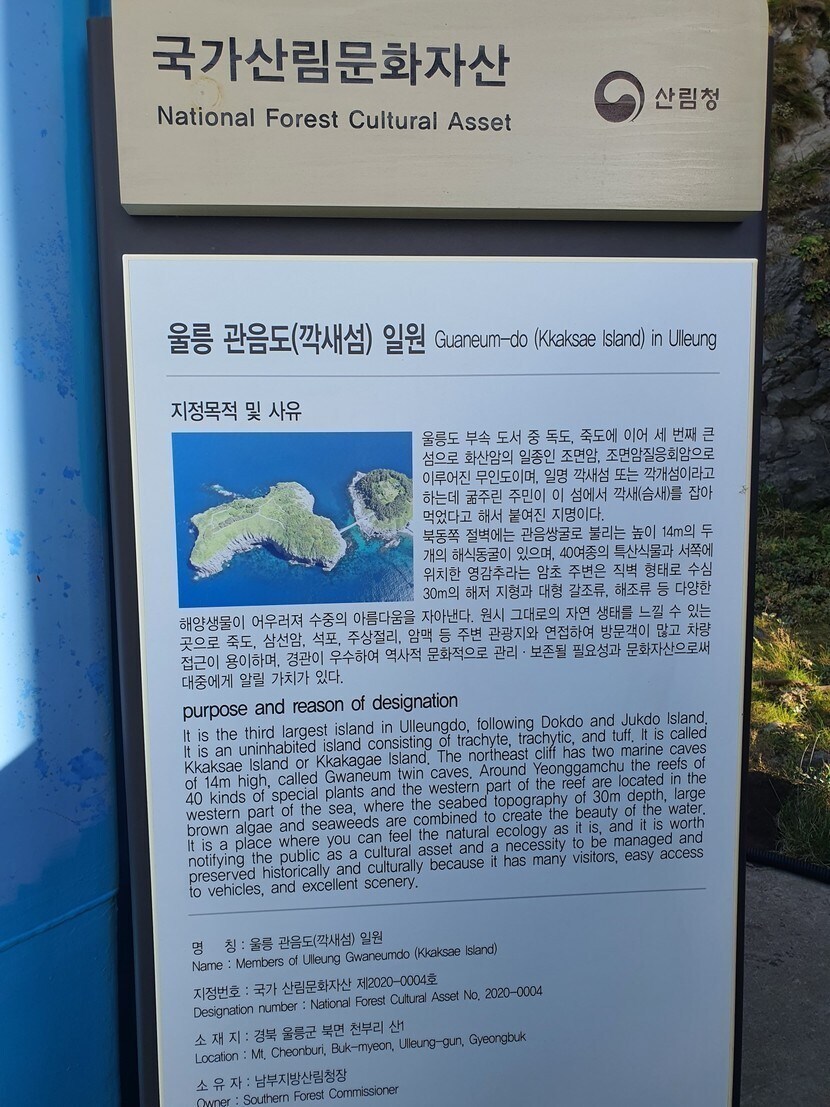 국가산림문화자산
National Forest Cultural Asset
산림청
울릉 관음도(깍새섬) 일원 Guaneum-do (Kkaksae Island) in Ulleung
지정목적 및 사유
울릉도 부속 도서 중 독도, 죽도에 이어 세 번째 큰
섬으로 화산암의 일종인 조면암, 조면암질응회암으로
이루어진 무인도이며, 일명 깍새섬 또는 깍개섬이라고
하는데 굶주린 주민이 이 섬에서 깍새(슴새)를 잡아
먹었다고 해서 붙여진 지명이다.
북동쪽 절벽에는 관음쌍굴로 불리는 높이 14m의 두
개의 해식동굴이 있으며, 40여종의 특산식물과 서쪽에
위치한 영감추라는 암초 주변은 직벽 형태로 수심
30m의 해저 지형과 대형 갈조류, 해조류 등 다양한
해양생물이 어우러져 수중의 아름다움을 자아낸다. 원시 그대로의 자연 생태를 느낄 수 있는
곳으로 죽도, 삼선암, 석포, 주상절리, 암맥 등 주변 관광지와 연접하여 방문객이 많고 차량
접근이 용이하며, 경관이 우수하여 역사적 문화적으로 관리 · 보존될 필요성과 문화자산으로써
대중에게 알릴 가치가 있다.
purpose and reason of designation
It is the third largest island in Ulleungdo, following Dokdo and Jukdo Island.
It is an uninhabited island consisting of trachyte, trachytic, and tuff. It is called
Kkaksae Island or Kkakagae Island. The northeast cliff has two marine caves
of 14m high, called Gwaneum twin caves. Around Yeonggamchu the reefs of
40 kinds of special plants and the western part of the reef are located in the
western part of the sea, where the seabed topography of 30m depth, large
brown algae and seaweeds are combined to create the beauty of the water.
It is a place where you can feel the natural ecology as it is, and it is worth
notifying the public as a cultural asset and a necessity to be managed and
preserved historically and culturally because it has many visitors, easy access
to vehicles, and excellent scenery.
명 칭 : 울릉 관음도(깍새섬) 일원
Name : Members of Ulleung Gwaneumdo (Kkaksae Island)
지정번호 : 국가 산림문화자산 제2020-0004호
Designation number : National Forest Cultural Asset No. 2020-0004
소 재 지 : 경북 울릉군 북면 천부리 산1
Location : Mt, Cheonburi, Buk-myeon, Ulleung-gun, Gyeongbuk
소 유 자 : 남부지방산림청장
Owner : Southern Forest Commissioner